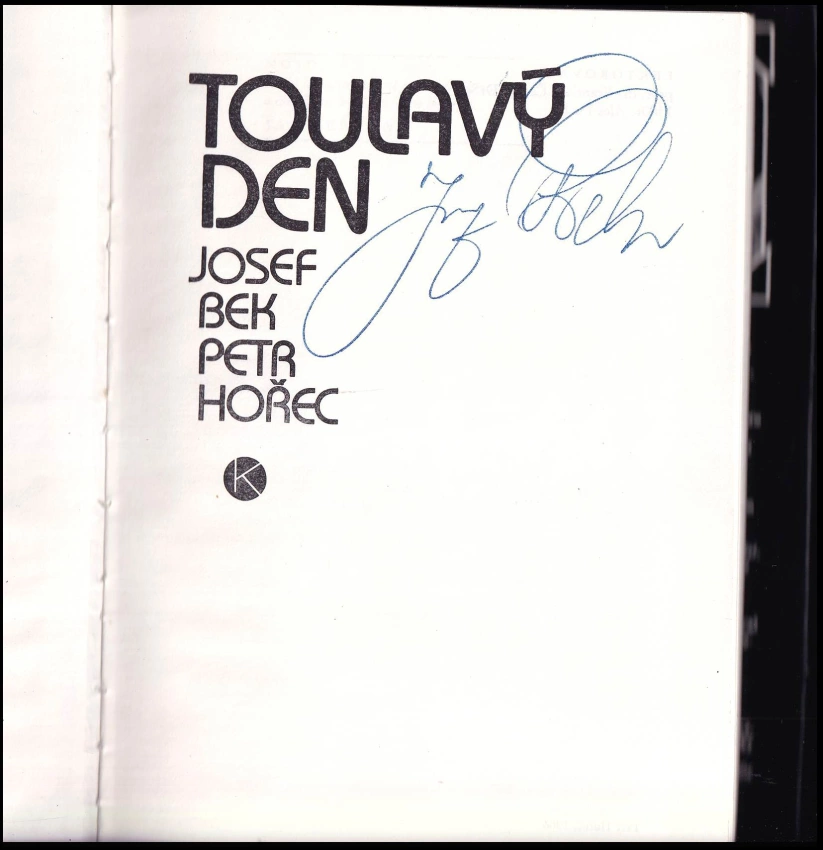 TOULAVÝ
DEN
JOSEF
BEK
PETR
HOŘEC
K